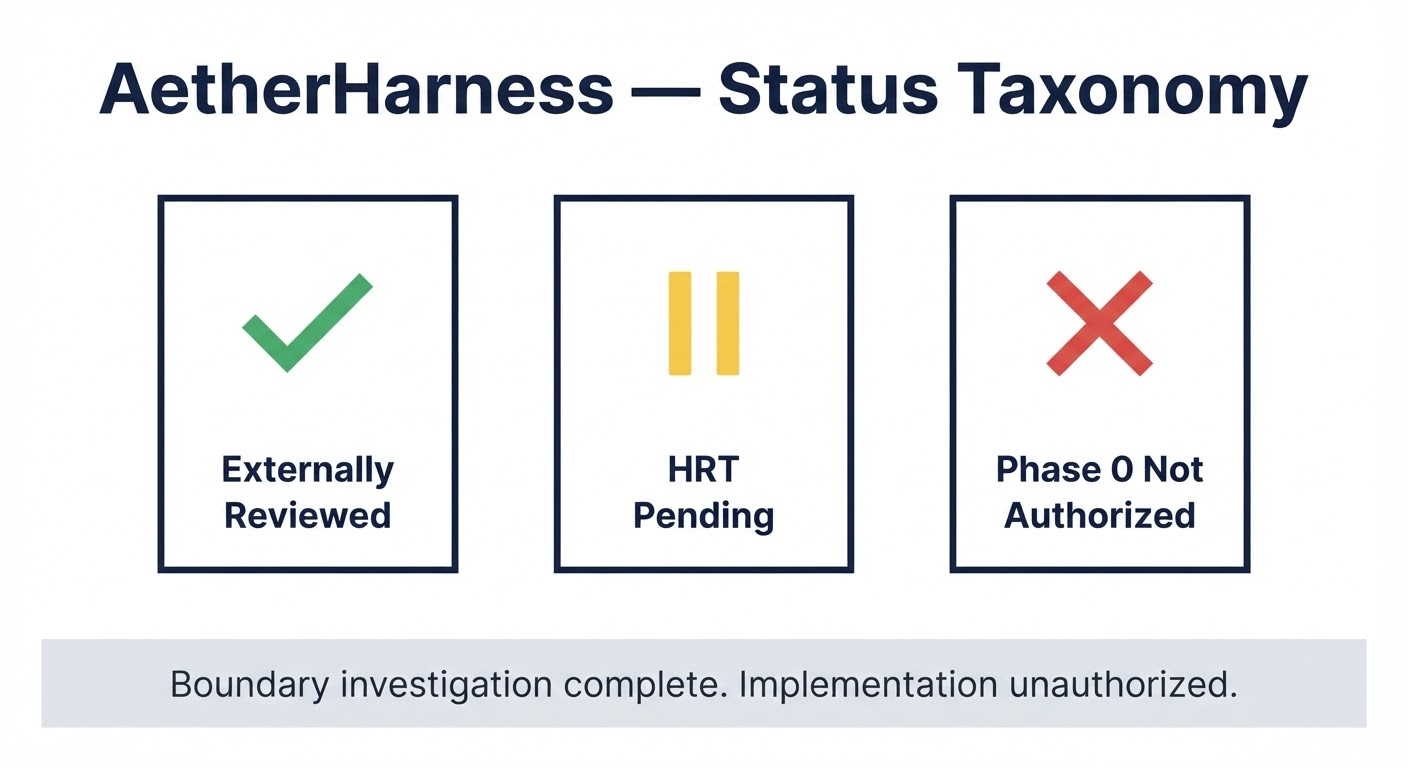 AetherHarness — Status Taxonomy
Externally
Reviewed
HRT
Pending
Phase 0 Not
Authorized
Boundary investigation complete. Implementation unauthorized.